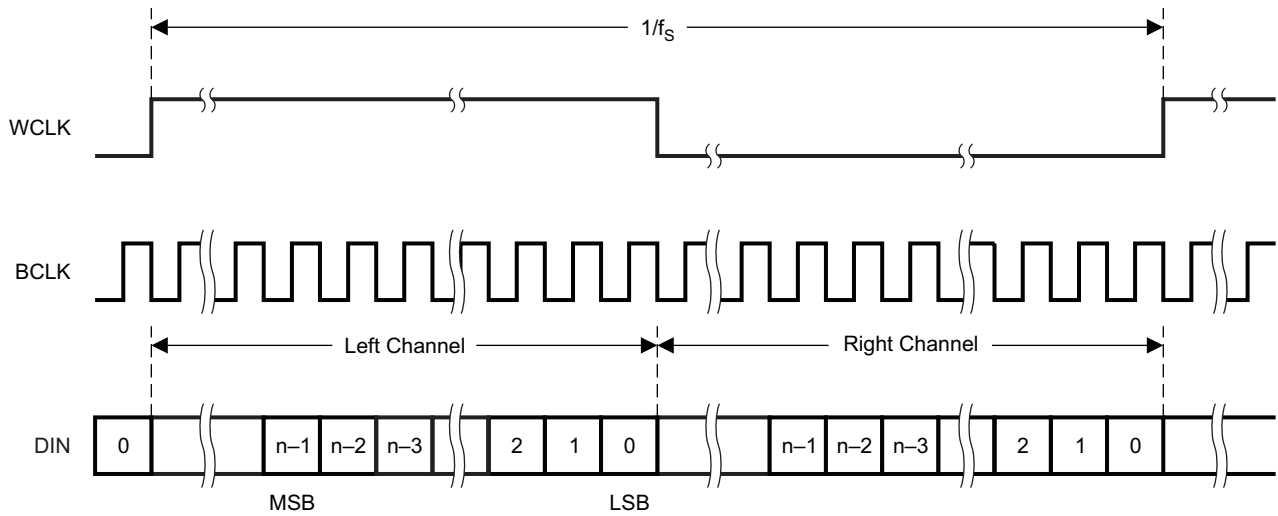 1/fS
WCLK
BCLK
Left Channel
Right Channel
DIN
0
n–1
n–2
n–3
2
1
0
n–1
n–2
n–3
2
1
0
MSB
LSB